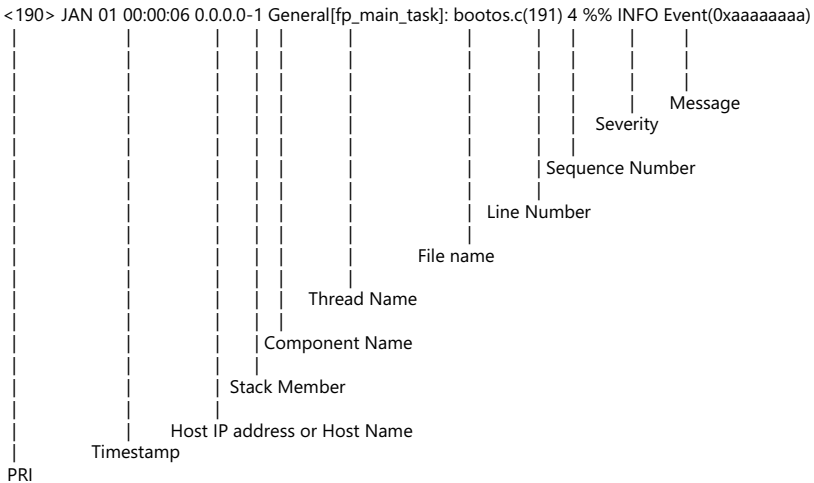 <190> JAN 01 00:00:06 0.0.0.0-1 General[fp_main_task]: bootos.c(191) 4 %% INFO Event(0xaaaaaaaa)
Message
Severity
Sequence Number
Line Number
File name
Thread Name
Component Name
Stack Member
Host IP address or Host Name
Timestamp
PRI